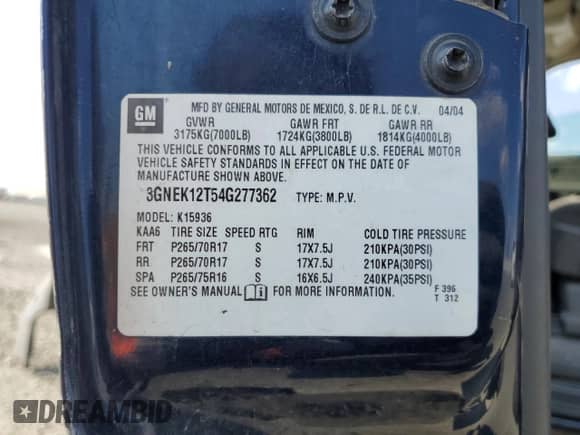 GM
MFD BY GENERAL MOTORS DE MEXICO, S. DE R.L. DE C.V. 04/04
GVWR GAWR FRT GAWR RR
3175KG(7000LB) 1724KG(3800LB) 1814KG(4000LB)
THIS VEHICLE CONFORMS TO ALL APPLICABLE U.S. FEDERAL MOTOR
VEHICLE SAFETY STANDARDS IN EFFECT ON THE DATE OF
MANUFACTURE SHOWN ABOVE.
3GNEK12T54G277362 TYPE: M.P.V.
MODEL: K15936
KAA6 TIRE SIZE SPEED RTG RIM COLD TIRE PRESSURE
FRT P265/70R17 S 17X7.5J 210KPA(30PSI)
RR P265/70R17 S 17X7.5J 210KPA(30PSI)
SPA P265/75R16 S 16X6.5J 240KPA(35PSI)
SEE OWNER'S MANUAL FOR MORE INFORMATION.
F 396
T 312
DREAMBID